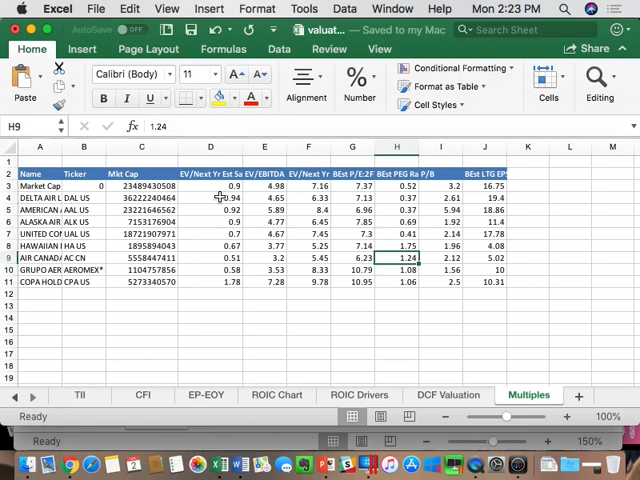 Excel File Edit View Insert Format Tools Data Window Help Mon 2:23 PM
AutoSave OFF valuat... — Saved to my Mac Search Sheet
Home Insert Page Layout Formulas Data Review View Share
Paste Calibri (Body) 11 A A B I U A Alignment % Number Conditional Formatting Format as Table Cell Styles Cells Editing
H9 fx 1.24
A B C D E F G H I J K L M
1
2 Name Ticker Mkt Cap EV/Next Yr Est Sa EV/EBITDA EV/Next Yr BEst P/E:2F BEst PEG Ra P/B BEst LTG EPS
3 Market Cap 0 23489430508 0.9 4.98 7.16 7.37 0.52 3.2 16.75
4 DELTA AIR L DAL US 36222240464 0.94 4.65 6.33 7.13 0.37 2.61 19.4
5 AMERICAN AAL US 23221646562 0.92 5.89 8.4 6.96 0.37 5.94 18.86
6 ALASKA AIR ALK US 7153176904 0.9 4.77 6.45 7.85 0.69 1.92 11.4
7 UNITED CON UAL US 18721907971 0.7 4.67 7.45 7.3 0.41 2.14 17.78
8 HAWAIIAN HA US 1895894043 0.67 3.77 5.25 7.14 1.75 1.96 4.08
9 AIR CANADA AC CN 5558447411 0.51 3.2 5.45 6.23 1.24 2.12 5.02
10 GRUPO AER AEROMEX* 1104757856 0.58 3.53 8.33 10.79 1.08 1.56 10
11 COPA HOLD CPA US 5273340570 1.78 7.28 9.78 10.95 1.06 2.5 10.31
12
13
14
15
16
17
18
19
TII CFI EP-EOY ROIC Chart ROIC Drivers DCF Valuation Multiples
Ready 100%
Ready 150%